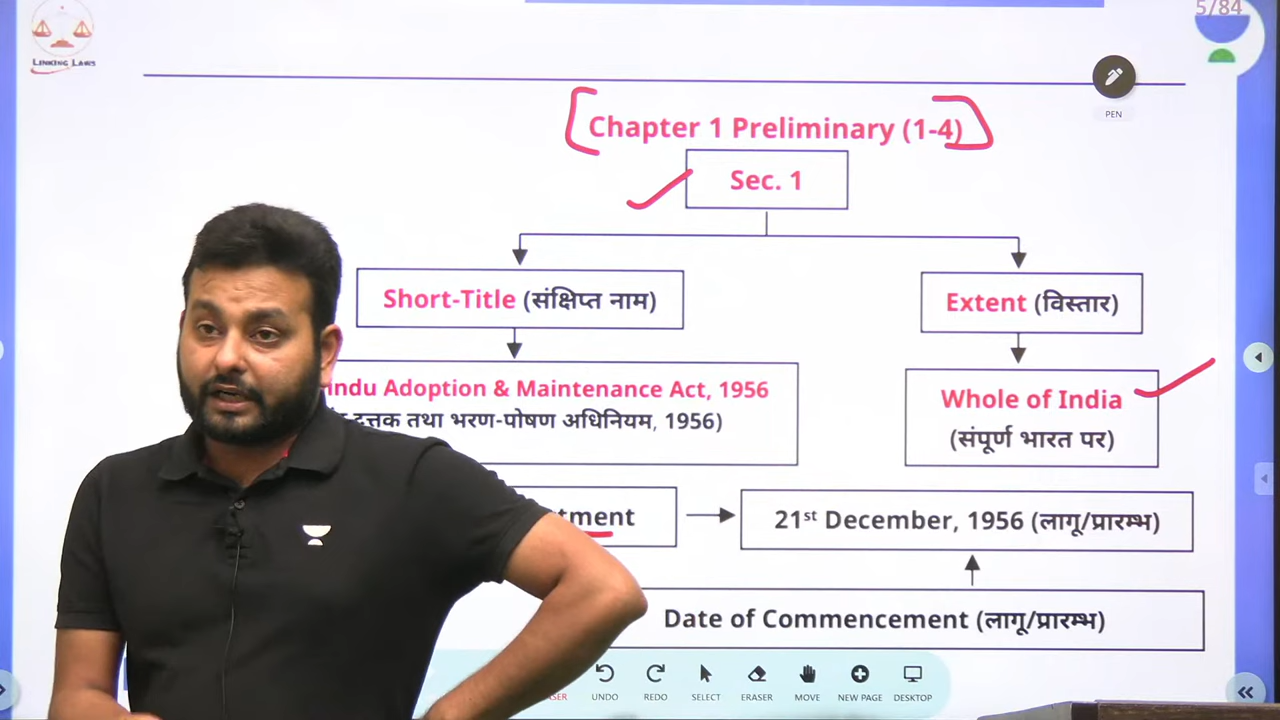 5/84
LINKING LAWS
PEN
Chapter 1 Preliminary (1-4)
Sec. 1
Short-Title (संक्षिप्त नाम)
Extent (विस्तार)
Adoption & Maintenance Act, 1956
दत्तक तथा भरण-पोषण अधिनियम, 1956)
Whole of India
(संपूर्ण भारत पर)
21st December, 1956 (लागू/प्रारम्भ)
Date of Commencement (लागू/प्रारम्भ)
UNDO REDO SELECT ERASER MOVE NEW PAGE DESKTOP